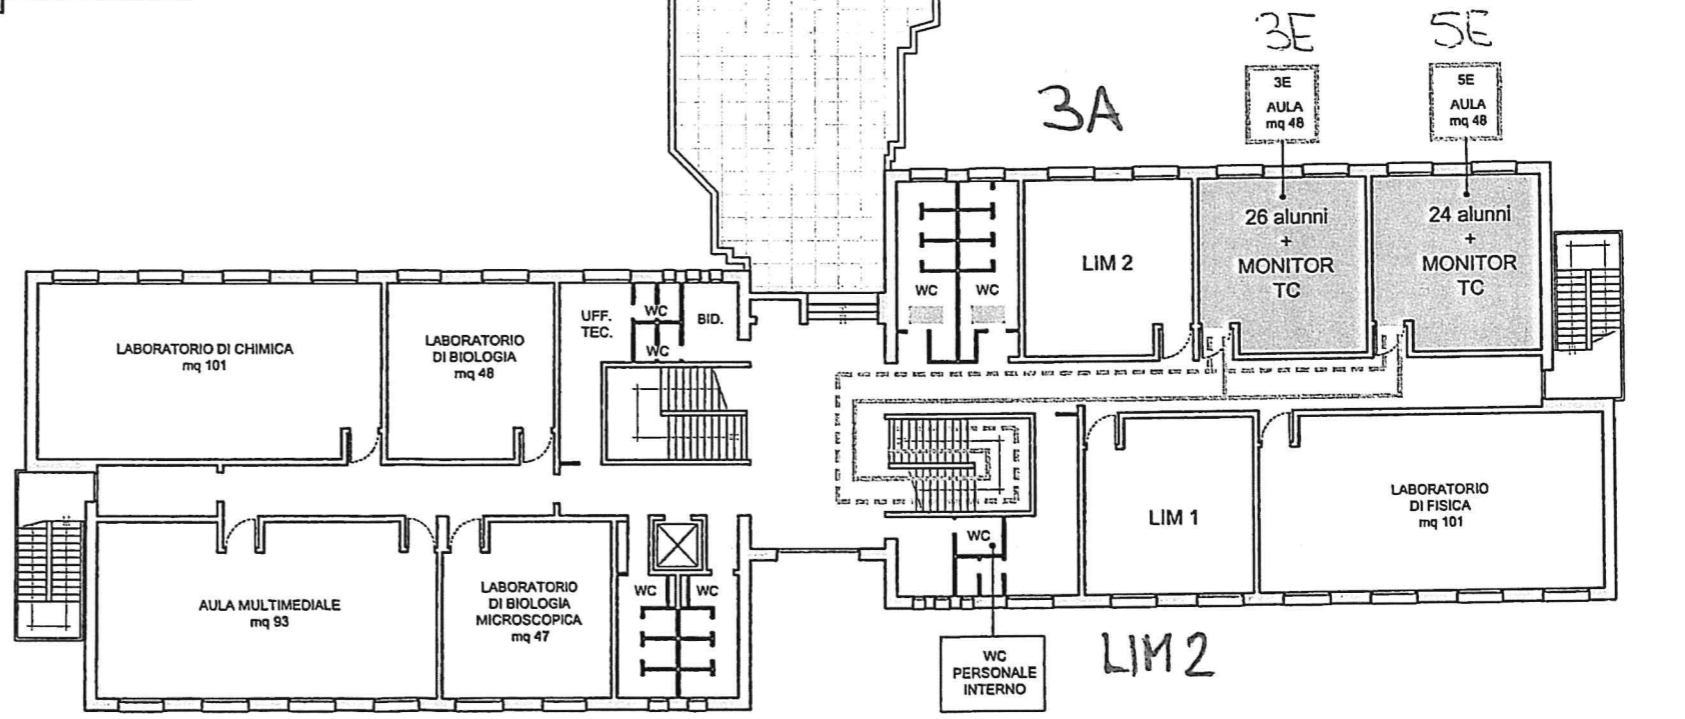 3E
5E
3A
3E
AULA
mq 48
5E
AULA
mq 48
26 alunni
+
MONITOR
TC
24 alunni
+
MONITOR
TC
LIM 2
WC
WC
UFF.
TEC.
WC
WC
BID.
LABORATORIO DI CHIMICA
mq 101
LABORATORIO
DI BIOLOGIA
mq 48
LABORATORIO
DI FISICA
mq 101
LIM 1
WC
AULA MULTIMEDIALE
mq 93
LABORATORIO
DI BIOLOGIA
MICROSCOPICA
mq 47
WC
WC
WC
PERSONALE
INTERNO
LIM 2